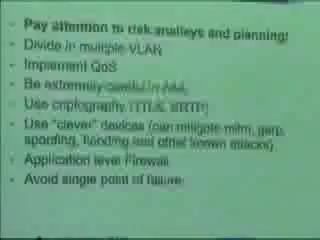 - Pay attention to risk analisys and planning!
- Divide in multiple VLAN
- Implement QoS
- Be extremely careful in AAA
- Use criptography (TLS, SRTP)
- Use "clever" devices (can mitigate mitm, garp,
spoofing, flooding and other known attacks)
- Application level Firewall
- Avoid single point of failure